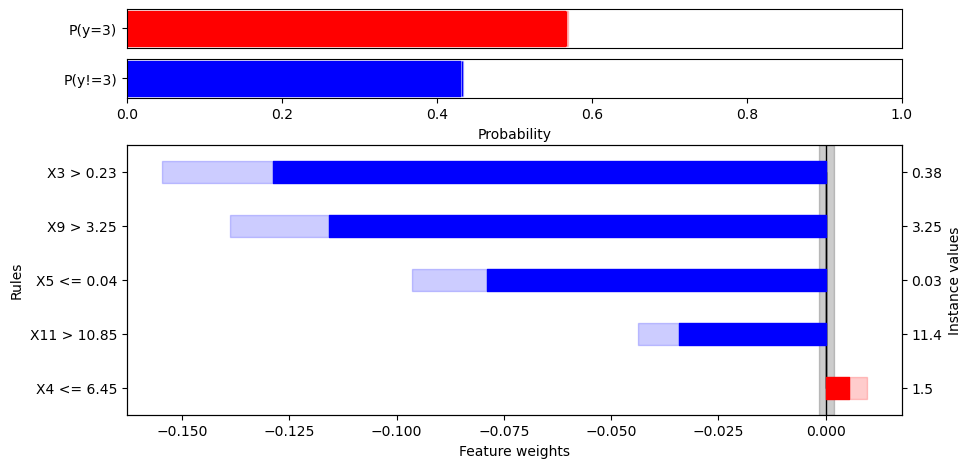 P(y=3)
P(y!=3)
0.0 0.2 0.4 0.6 0.8 1.0
Probability
Rules
X3 > 0.23 0.38
X9 > 3.25 3.25
X5 <= 0.04 0.03
X11 > 10.85 11.4
X4 <= 6.45 1.5
Instance values
−0.150 −0.125 −0.100 −0.075 −0.050 −0.025 0.000
Feature weights